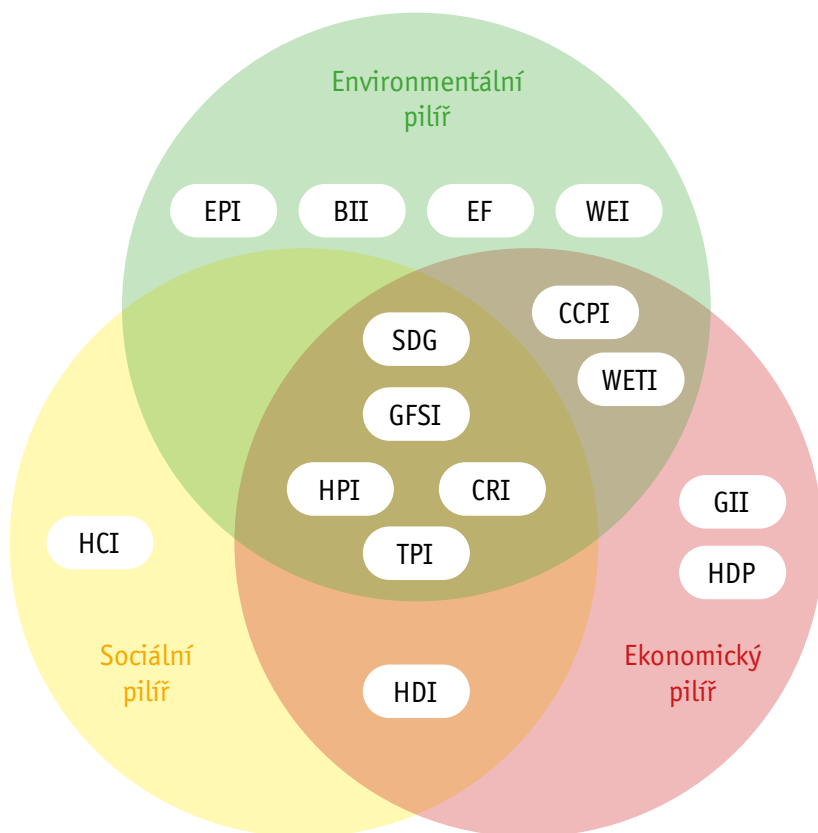 Environmentální
pilíř
EPI BII EF WEI
CCPI
SDG
WETI
GFSI
HPI CRI
GII
HCI
TPI
HDP
Sociální
pilíř
Ekonomický
pilíř
HDI